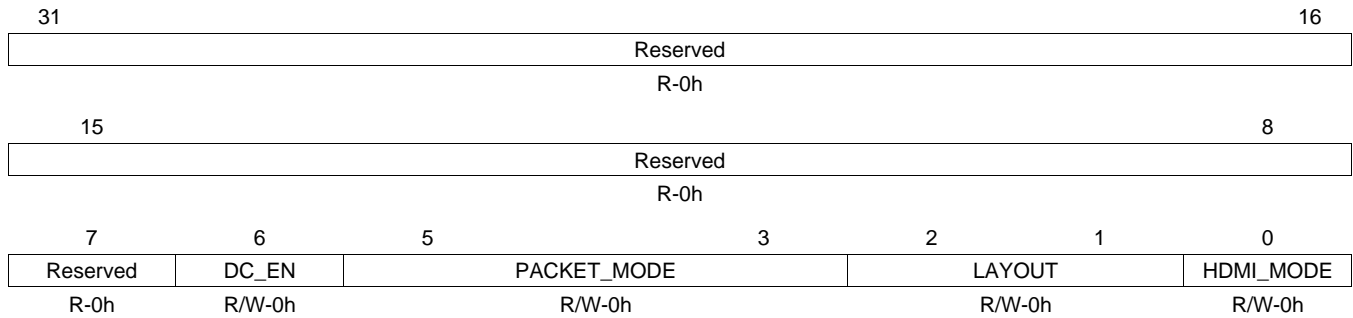 31 16
Reserved
R-0h
15 8
Reserved
R-0h
7 6 5 3 2 1 0
Reserved DC_EN PACKET_MODE LAYOUT HDMI_MODE
R-0h R/W-0h R/W-0h R/W-0h R/W-0h